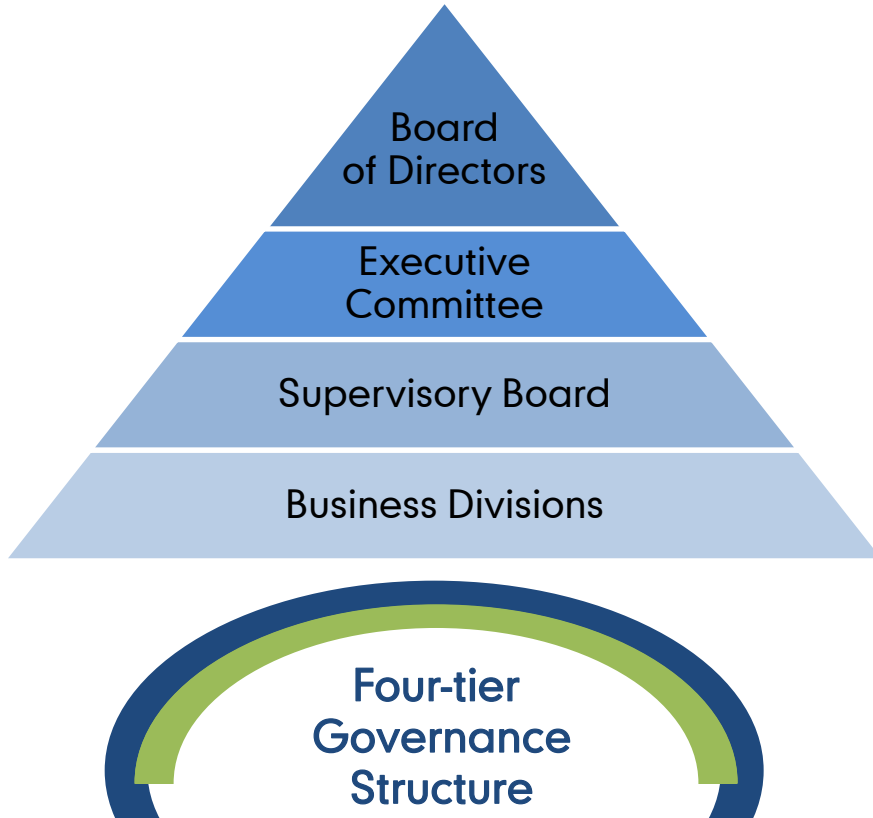 Board
of Directors
Executive
Committee
Supervisory Board
Business Divisions
Four-tier
Governance
Structure